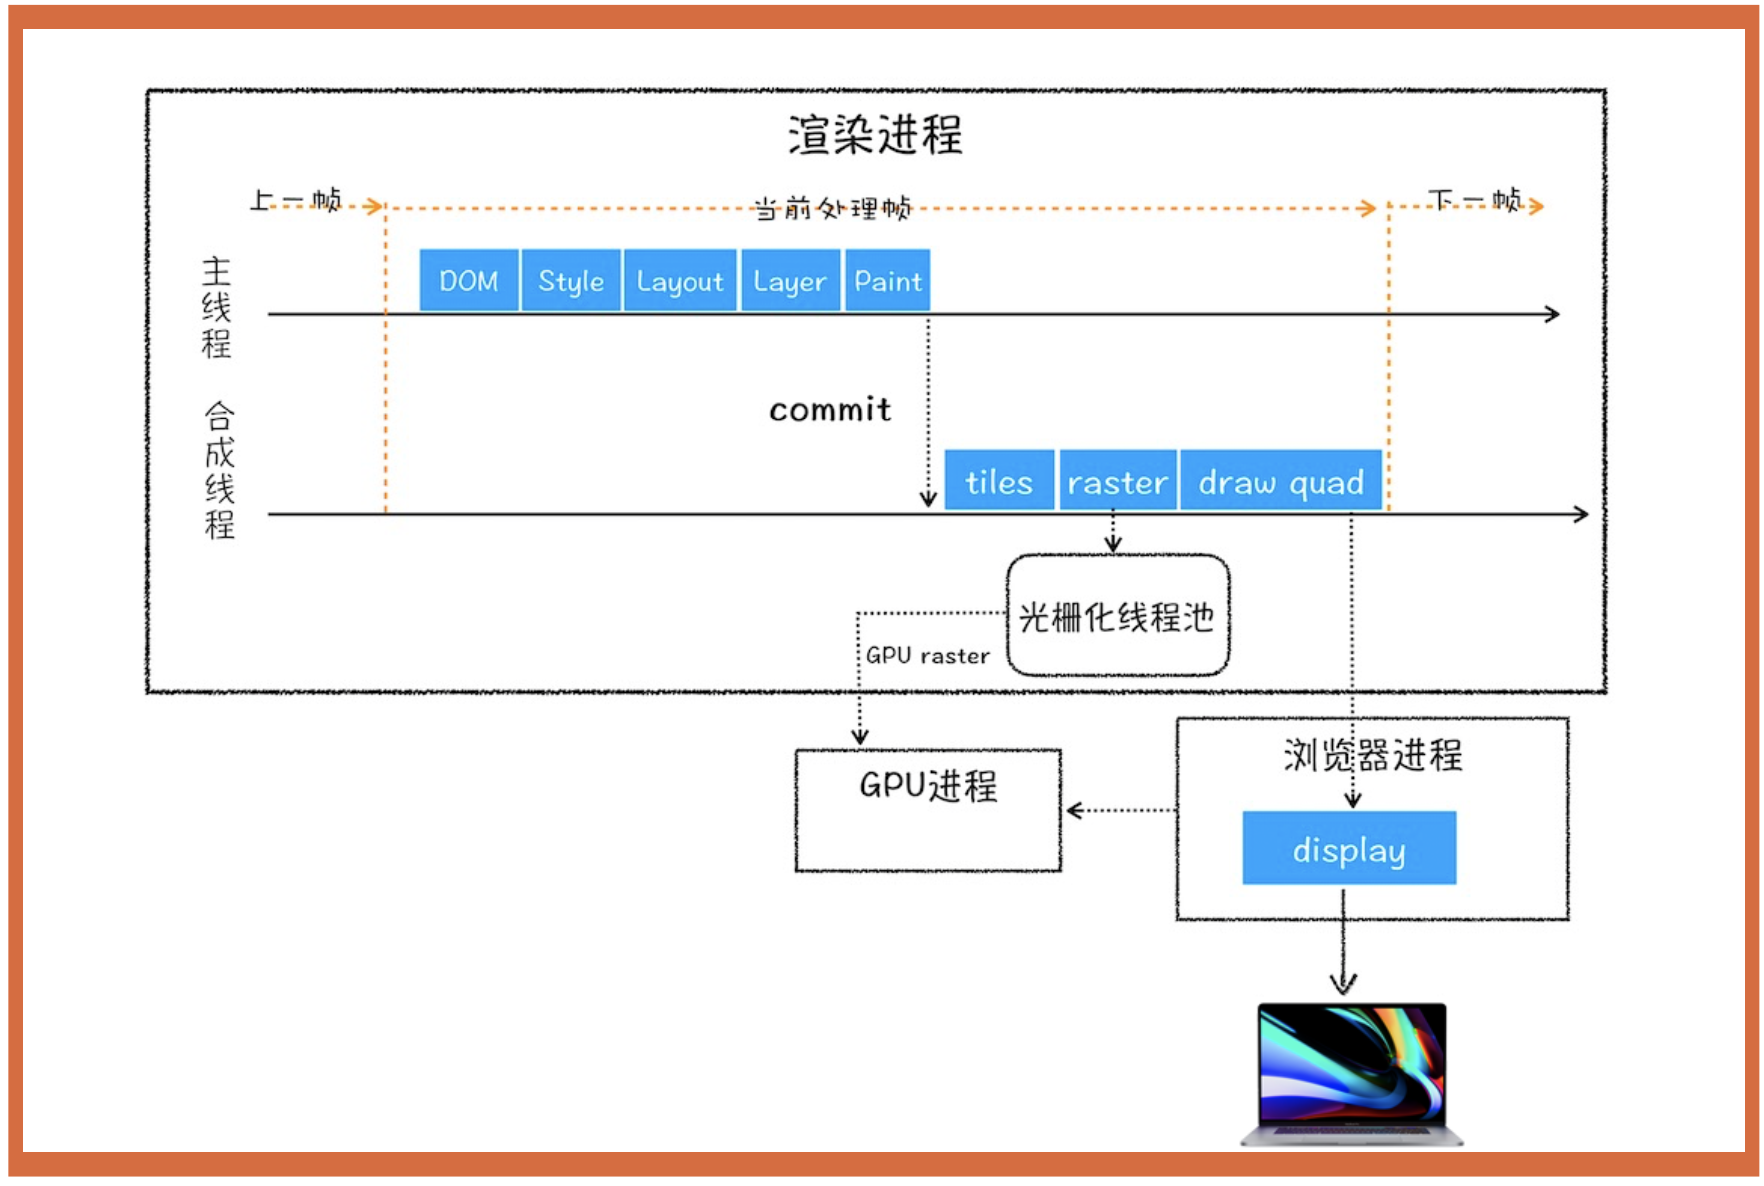 渲染进程
上一帧
当前处理帧
下一帧
主线程
DOM
Style
Layout
Layer
Paint
commit
合成线程
tiles
raster
draw quad
光栅化线程池
GPU raster
GPU进程
浏览器进程
display